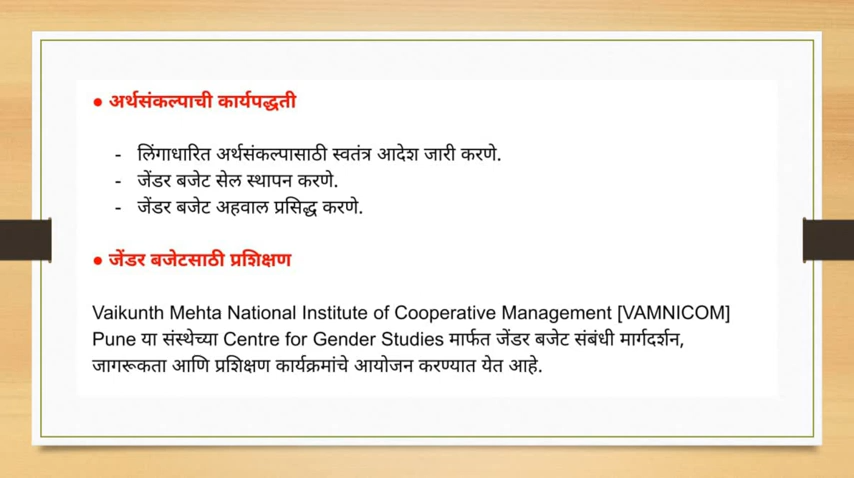 ● अर्थसंकल्पाची कार्यपद्धती
- लिंगाधारित अर्थसंकल्पासाठी स्वतंत्र आदेश जारी करणे.
- जेंडर बजेट सेल स्थापन करणे.
- जेंडर बजेट अहवाल प्रसिद्ध करणे.
● जेंडर बजेटसाठी प्रशिक्षण
Vaikunth Mehta National Institute of Cooperative Management [VAMNICOM]
Pune या संस्थेच्या Centre for Gender Studies मार्फत जेंडर बजेट संबंधी मार्गदर्शन,
जागरूकता आणि प्रशिक्षण कार्यक्रमांचे आयोजन करण्यात येत आहे.